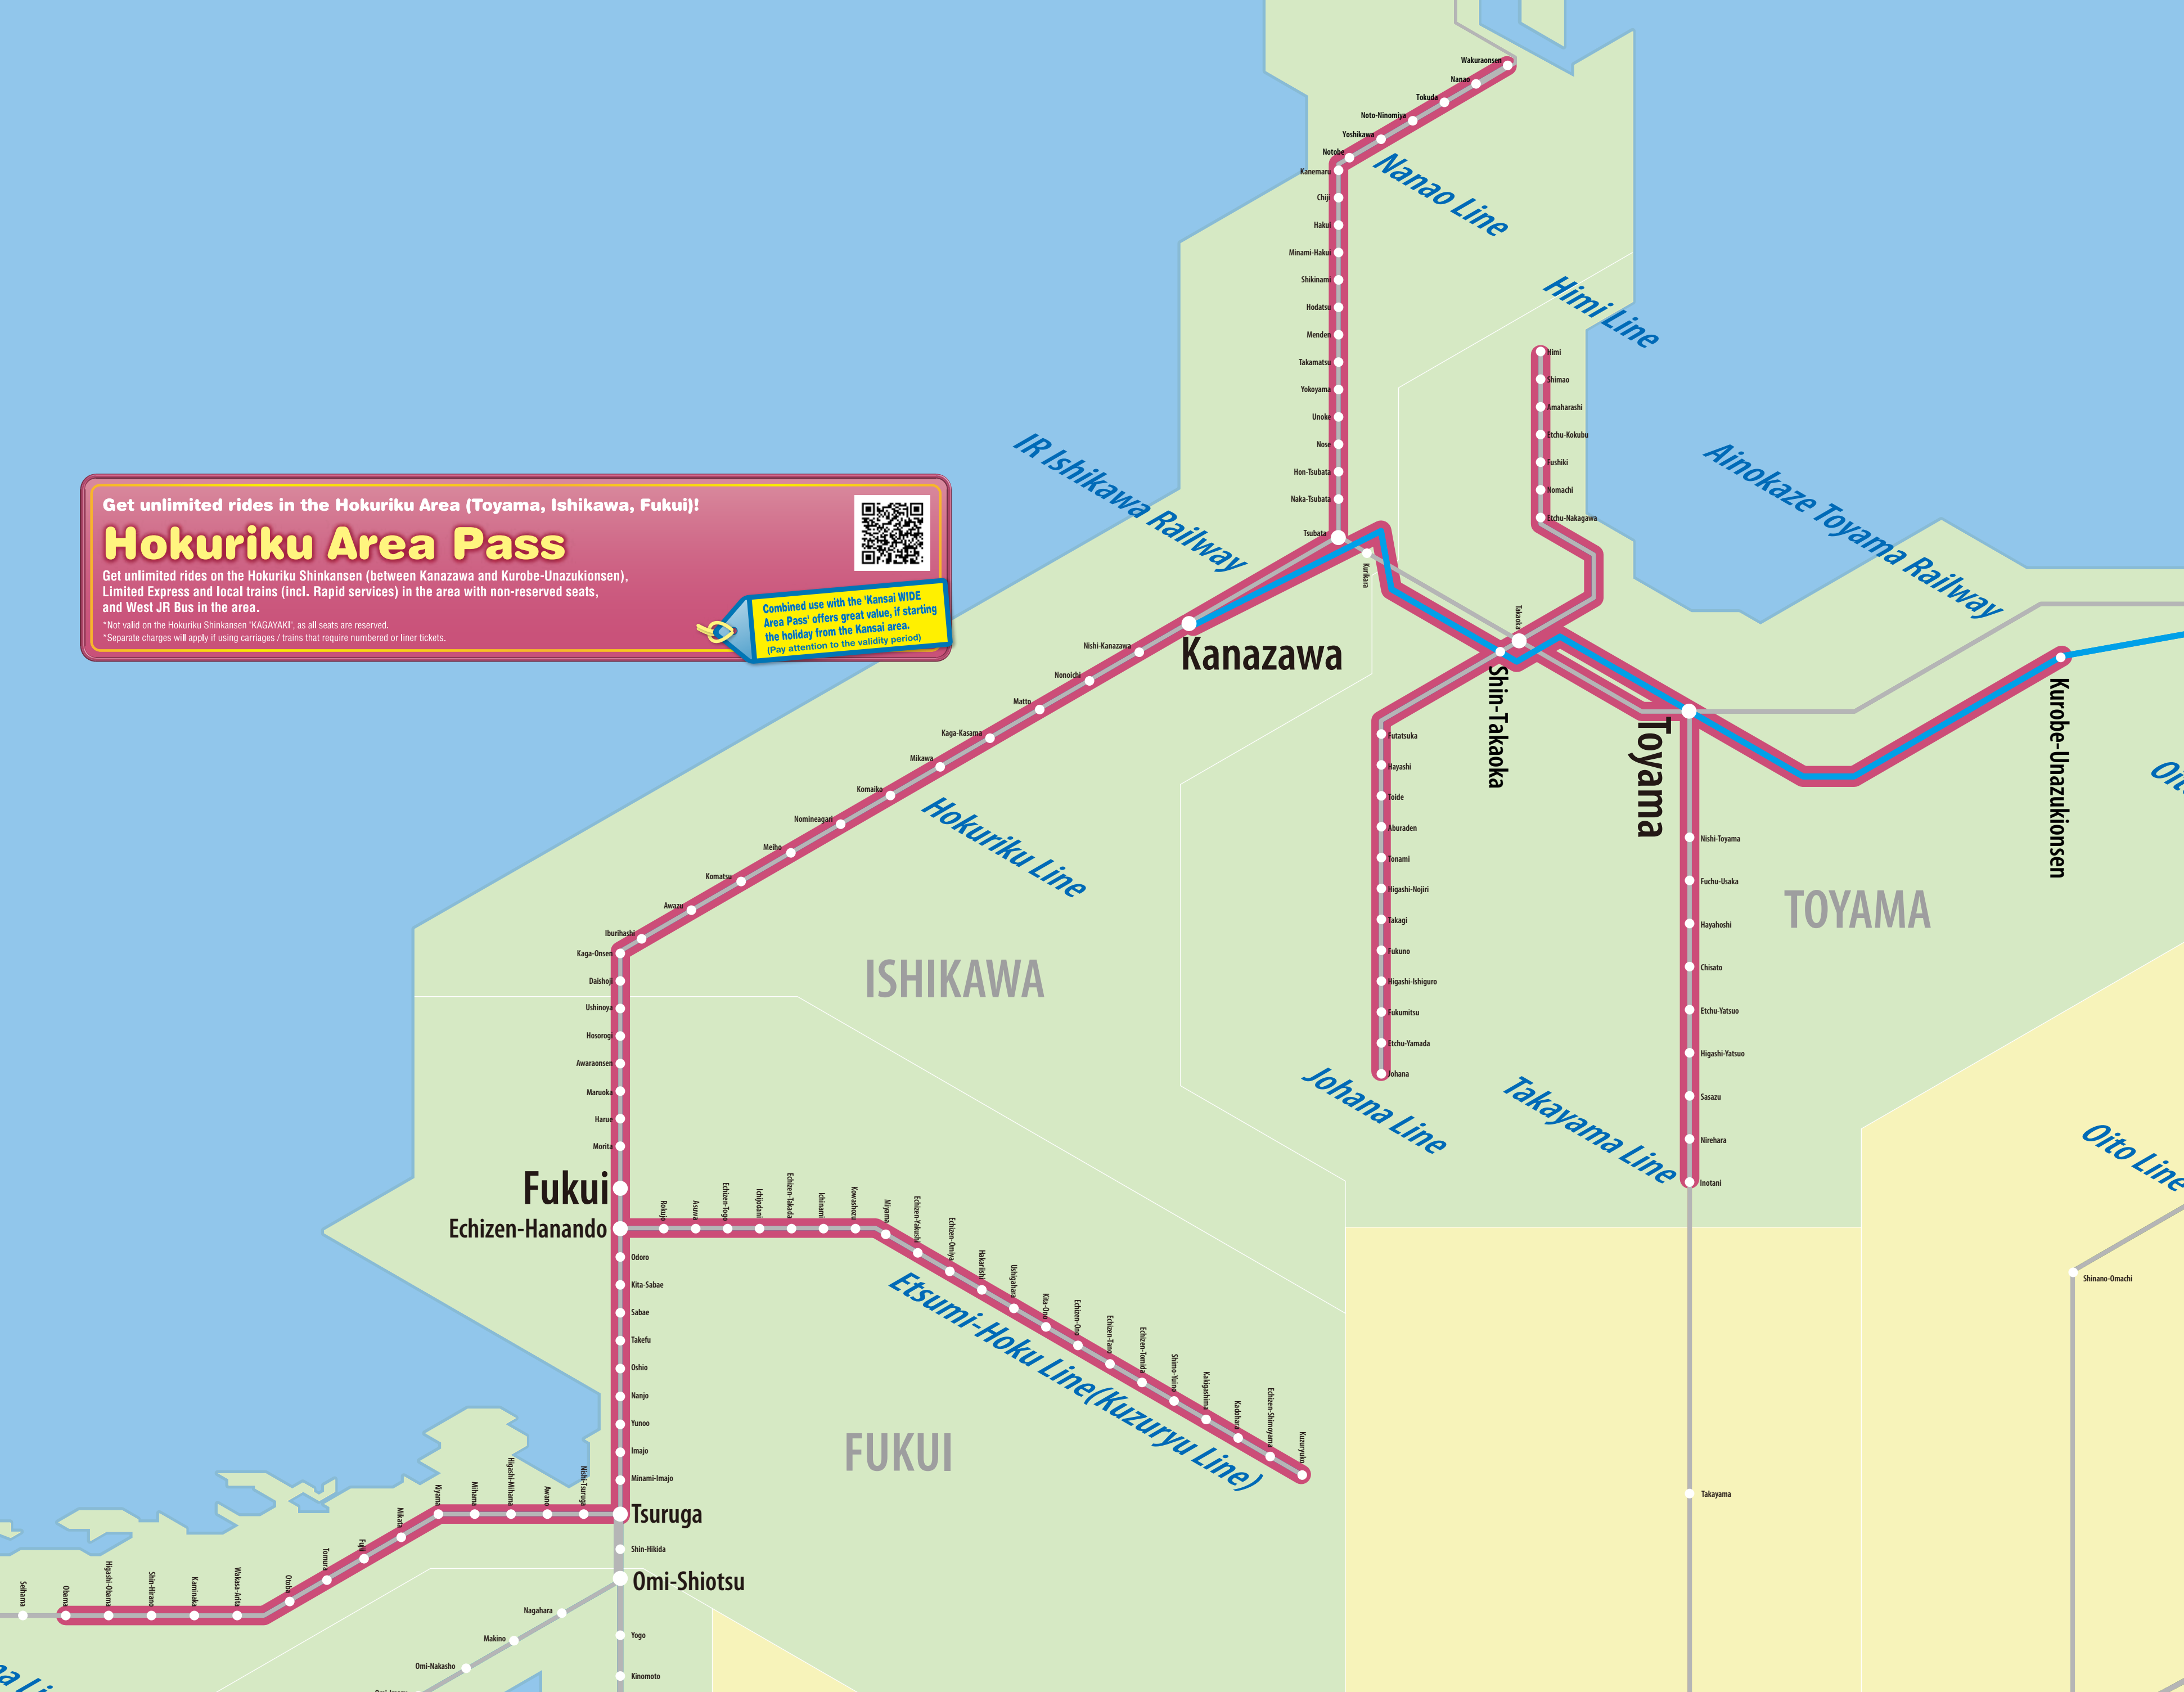 Wakuraonsen
Nanao
Tokuda
Noto-Ninomiya
Yoshikawa
Notobe
Kanemaru
Chiji
Hakui
Minami-Hakui
Shikinami
Hodatsu
Menden
Takamatsu
Yokoyama
Unoke
Nose
Hon-Tsubata
Naka-Tsubata
Tsubata
Kurikara
Nanao Line
Himi Line
Himi
Shimao
Amaharashi
Etchu-Kokubu
Fushiki
Nomachi
Etchu-Nakagawa
Takaoka
IR Ishikawa Railway
Ainokaze Toyama Railway
Get unlimited rides in the Hokuriku Area (Toyama, Ishikawa, Fukui)!
Hokuriku Area Pass
Get unlimited rides on the Hokuriku Shinkansen (between Kanazawa and Kurobe-Unazukionsen),
Limited Express and local trains (incl. Rapid services) in the area with non-reserved seats,
and West JR Bus in the area.
*Not valid on the Hokuriku Shinkansen 'KAGAYAKI', as all seats are reserved.
*Separate charges will apply if using carriages / trains that require numbered or liner tickets.
Combined use with the 'Kansai WIDE
Area Pass' offers great value, if starting
the holiday from the Kansai area.
(Pay attention to the validity period)
Kanazawa
Shin-Takaoka
Toyama
Kurobe-Unazukionsen
Nishi-Kanazawa
Nonoichi
Matto
Kaga-Kasama
Mikawa
Komaiko
Nomineagari
Meiho
Komatsu
Awazu
Iburihashi
Kaga-Onsen
Daishoji
Ushinoya
Hosorogi
Awaraonsen
Maruoka
Harue
Morita
Hokuriku Line
Futatsuka
Hayashi
Toide
Aburaden
Tonami
Higashi-Nojiri
Takagi
Fukuno
Higashi-Ishiguro
Fukumitsu
Etchu-Yamada
Johana
Johana Line
Nishi-Toyama
Fuchu-Usaka
Hayahoshi
Chisato
Etchu-Yatsuo
Higashi-Yatsuo
Sasazu
Nirehara
Inotani
Takayama Line
TOYAMA
ISHIKAWA
Oito Line
Shinano-Omachi
Takayama
Fukui
Echizen-Hanando
Rokujo
Asuwa
Echizen-Togo
Ichijodani
Echizen-Takada
Ichinami
Kowashozu
Miyama
Echizen-Yakushi
Echizen-Omiya
Hakariishi
Ushigahara
Kita-Ono
Echizen-Ono
Echizen-Tano
Echizen-Tomida
Shimo-Yuino
Kakigashima
Kadohara
Echizen-Shimoyama
Kuzuryuko
Etsumi-Hoku Line(Kuzuryu Line)
FUKUI
Odoro
Kita-Sabae
Sabae
Takefu
Oshio
Nanjo
Yunoo
Imajo
Minami-Imajo
Tsuruga
Shin-Hikida
Omi-Shiotsu
Nagahara
Makino
Omi-Nakasho
Yogo
Kinomoto
Nishi-Tsuruga
Awano
Higashi-Mihama
Mihama
Kiyama
Mikata
Fujii
Tomura
Otoba
Wakasa-Arita
Kaminaka
Shin-Hirano
Higashi-Obama
Obama
Seihama